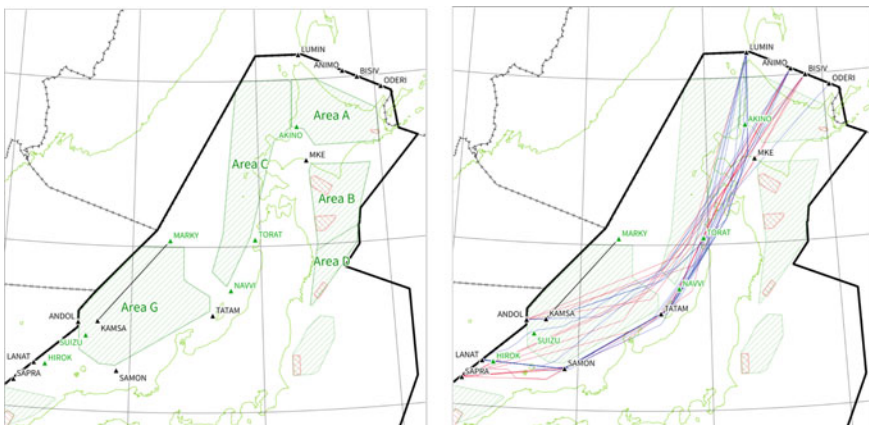 LUMIN
ANIMO
BISIV
ODERI
Area A
AKINO
Area C
MKE
Area B
MARKY
TORAT
Area D
NAVVI
Area G
TATAM
ANDOL
KAMSA
SUIZU
LANAT
HIROK
SAPRA
SAMON
LUMIN
ANIMO
BISIV
ODERI
AKINO
MKE
MARKY
TORAT
NAVVI
ANDOL
KAMSA
TATAM
SUIZU
LANAT
HIROK
SAPRA
SAMON